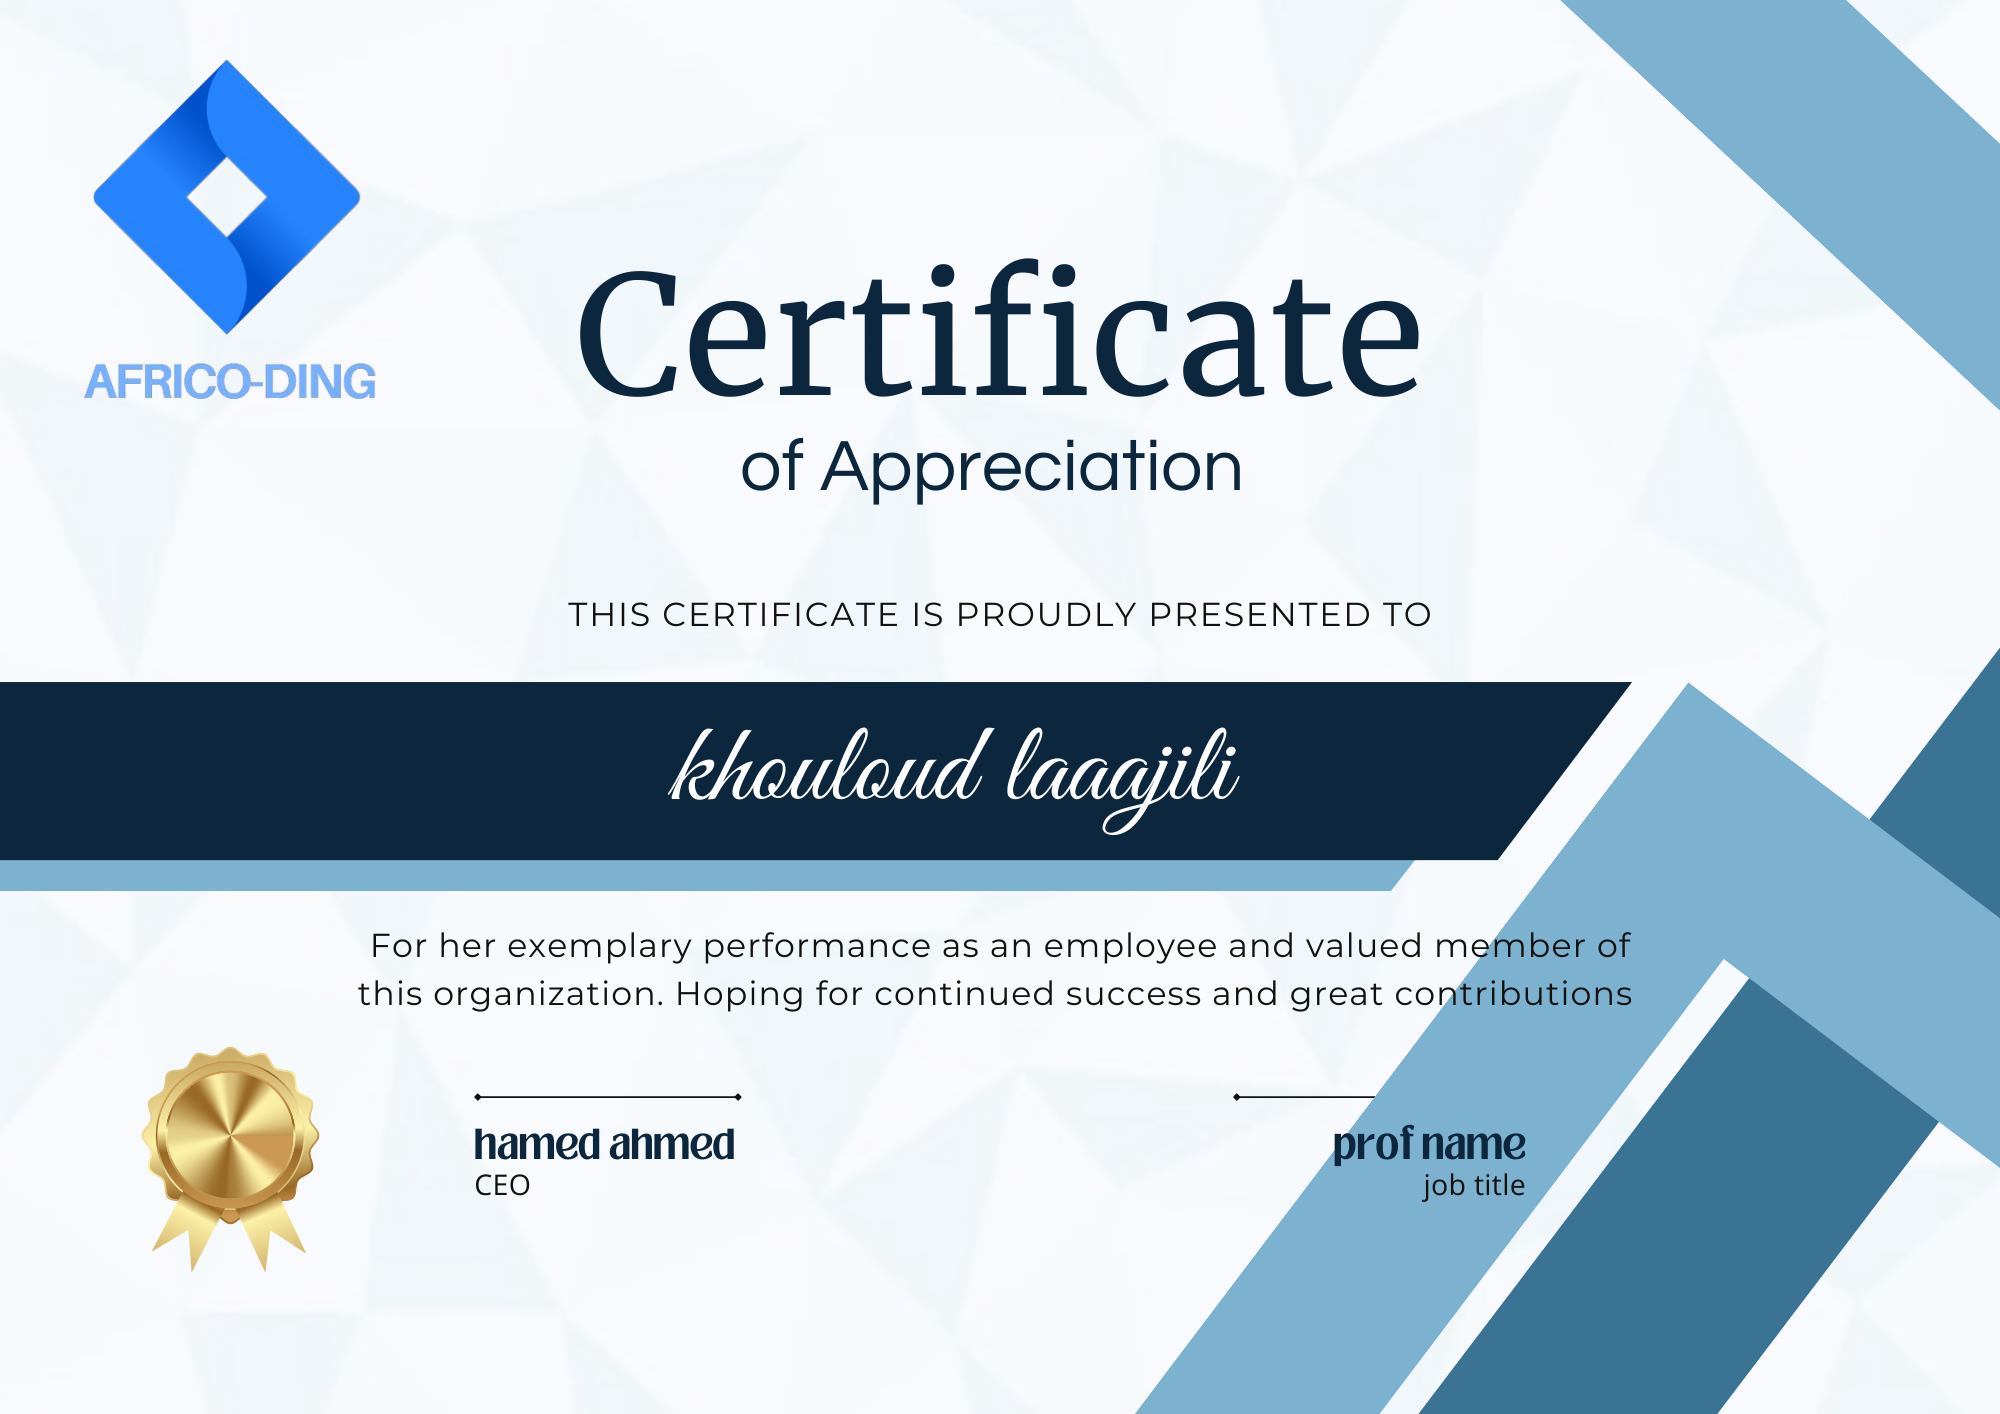 AFRICO-DING
Certificate
of Appreciation
THIS CERTIFICATE IS PROUDLY PRESENTED TO
khouloud laaajili
For her exemplary performance as an employee and valued member of
this organization. Hoping for continued success and great contributions
hamed ahmed
CEO
prof name
job title